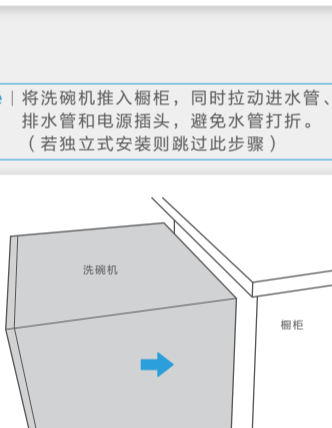 将洗碗机推入橱柜，同时拉动进水管、
排水管和电源插头，避免水管打折。
（若独立式安装则跳过此步骤）
洗碗机
橱柜